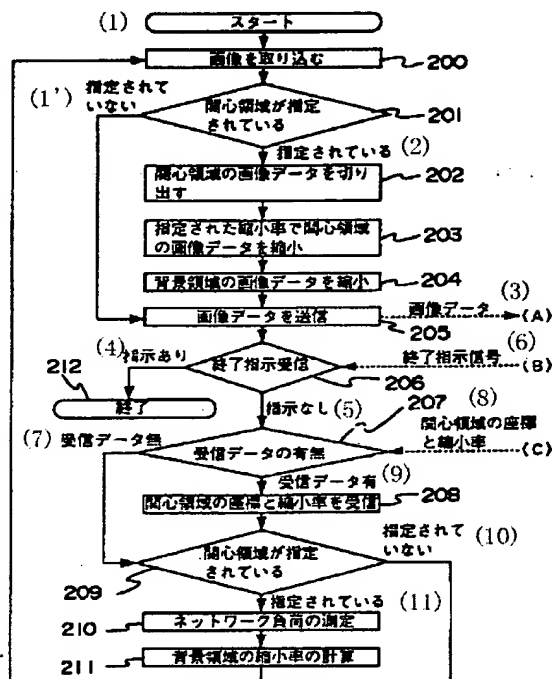 (1) スタート
画像を取り込む 200
(1') 指定されて
いない
関心領域が指定
されている 201
指定されている (2)
関心領域の画像データを切り
出す 202
指定された縮小車で関心領域
の画像データを縮小 203
背景領域の画像データを縮小 204
画像データを送信 205
画像データ (3)
(A)
(4) 指示あり
212
終了
終了指示受信 206
終了指示信号 (6)
(B)
指示なし (5)
207
(8)
関心領域の座標
と縮小車
(C)
(7) 受信データ無
受信データの有無
受信データ有 (9)
関心領域の座標と縮小率を受信 208
関心領域が指定
されている
209
指定されて
いない (10)
指定されている (11)
210 ネットワーク負荷の測定
211 背景領域の縮小車の計算